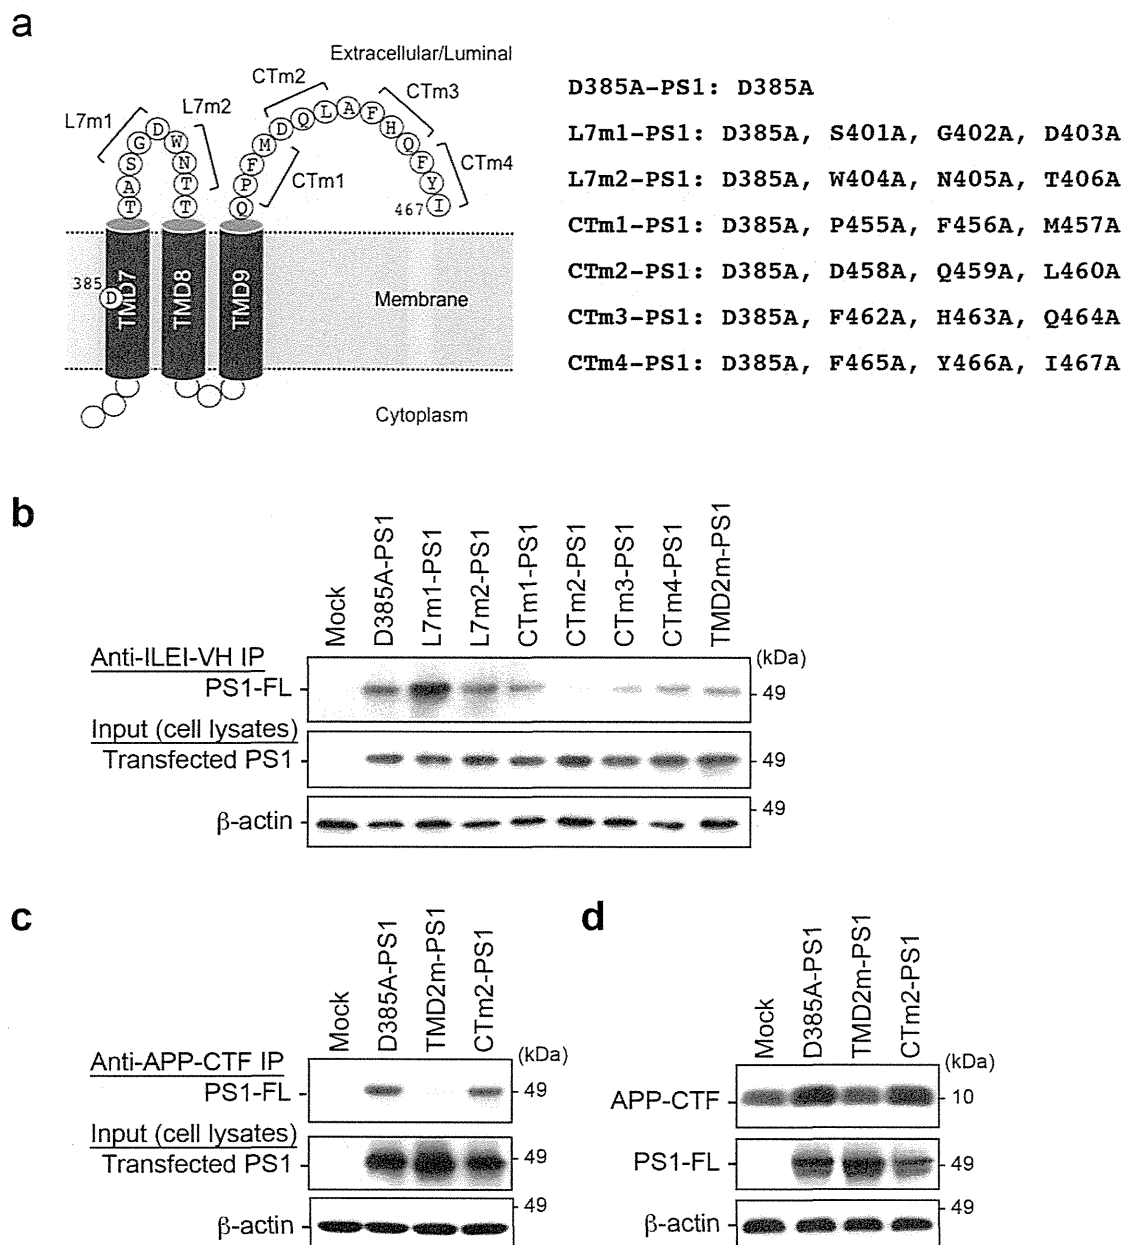 a
Extracellular/Luminal
CTm2
CTm3
L7m1
L7m2
CTm1
CTm4
T A S G D W N T T
Q P F M D Q L A F H Q F Y I
467
385
D
TMD7
TMD8
TMD9
Membrane
Cytoplasm
D385A-PS1: D385A
L7m1-PS1: D385A, S401A, G402A, D403A
L7m2-PS1: D385A, W404A, N405A, T406A
CTm1-PS1: D385A, P455A, F456A, M457A
CTm2-PS1: D385A, D458A, Q459A, L460A
CTm3-PS1: D385A, F462A, H463A, Q464A
CTm4-PS1: D385A, F465A, Y466A, I467A
b
Mock
D385A-PS1
L7m1-PS1
L7m2-PS1
CTm1-PS1
CTm2-PS1
CTm3-PS1
CTm4-PS1
TMD2m-PS1
(kDa)
Anti-ILEI-VH IP
PS1-FL
49
Input (cell lysates)
Transfected PS1
49
β-actin
49
c
Mock
D385A-PS1
TMD2m-PS1
CTm2-PS1
(kDa)
Anti-APP-CTF IP
PS1-FL
49
Input (cell lysates)
Transfected PS1
49
β-actin
49
d
Mock
D385A-PS1
TMD2m-PS1
CTm2-PS1
(kDa)
APP-CTF
10
PS1-FL
49
β-actin
49